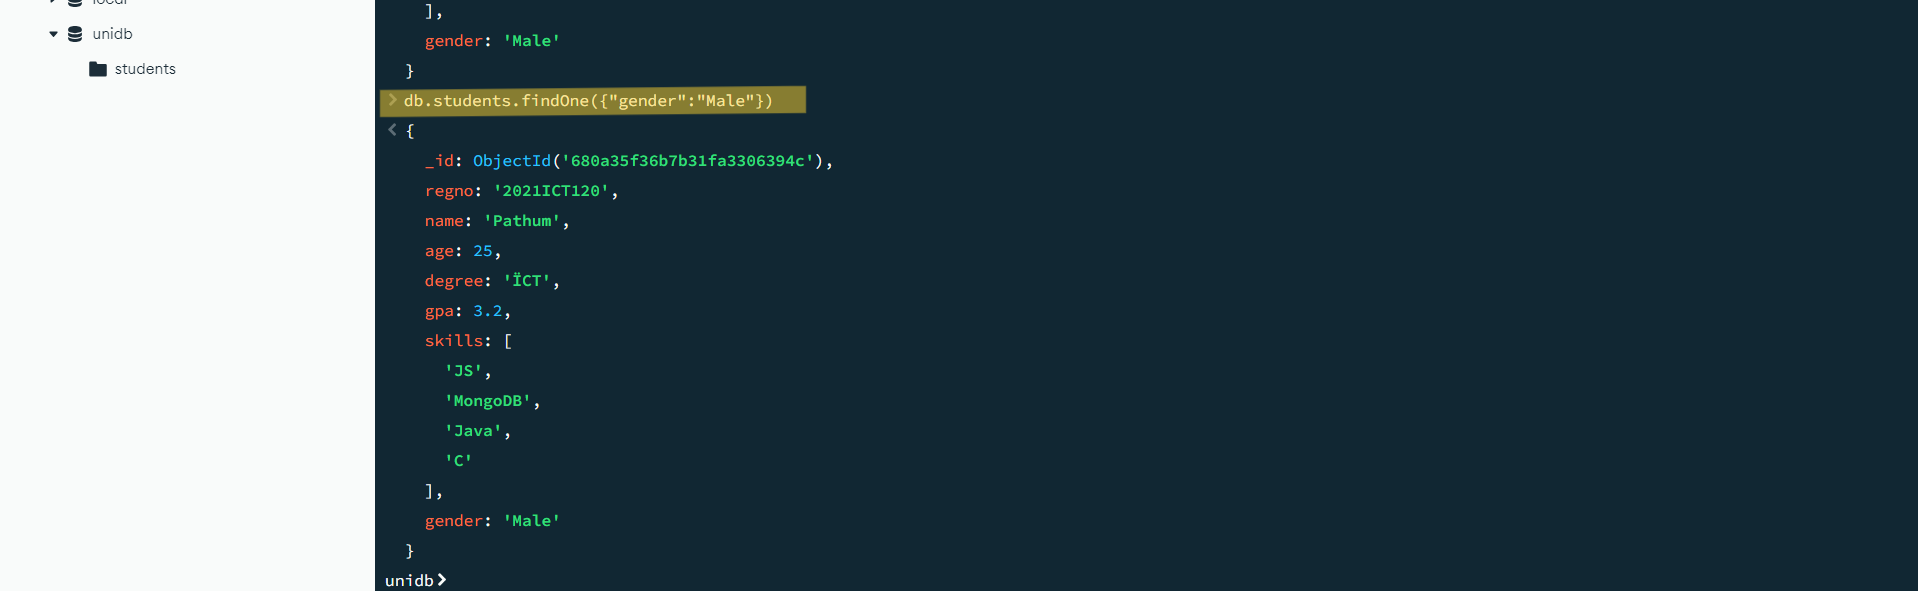 local
unidb
students
],
gender: 'Male'
}
> db.students.findOne({"gender":"Male"})
< {
_id: ObjectId('680a35f36b7b31fa3306394c'),
regno: '2021ICT120',
name: 'Pathum',
age: 25,
degree: 'ÏCT',
gpa: 3.2,
skills: [
'JS',
'MongoDB',
'Java',
'C'
],
gender: 'Male'
}
unidb>